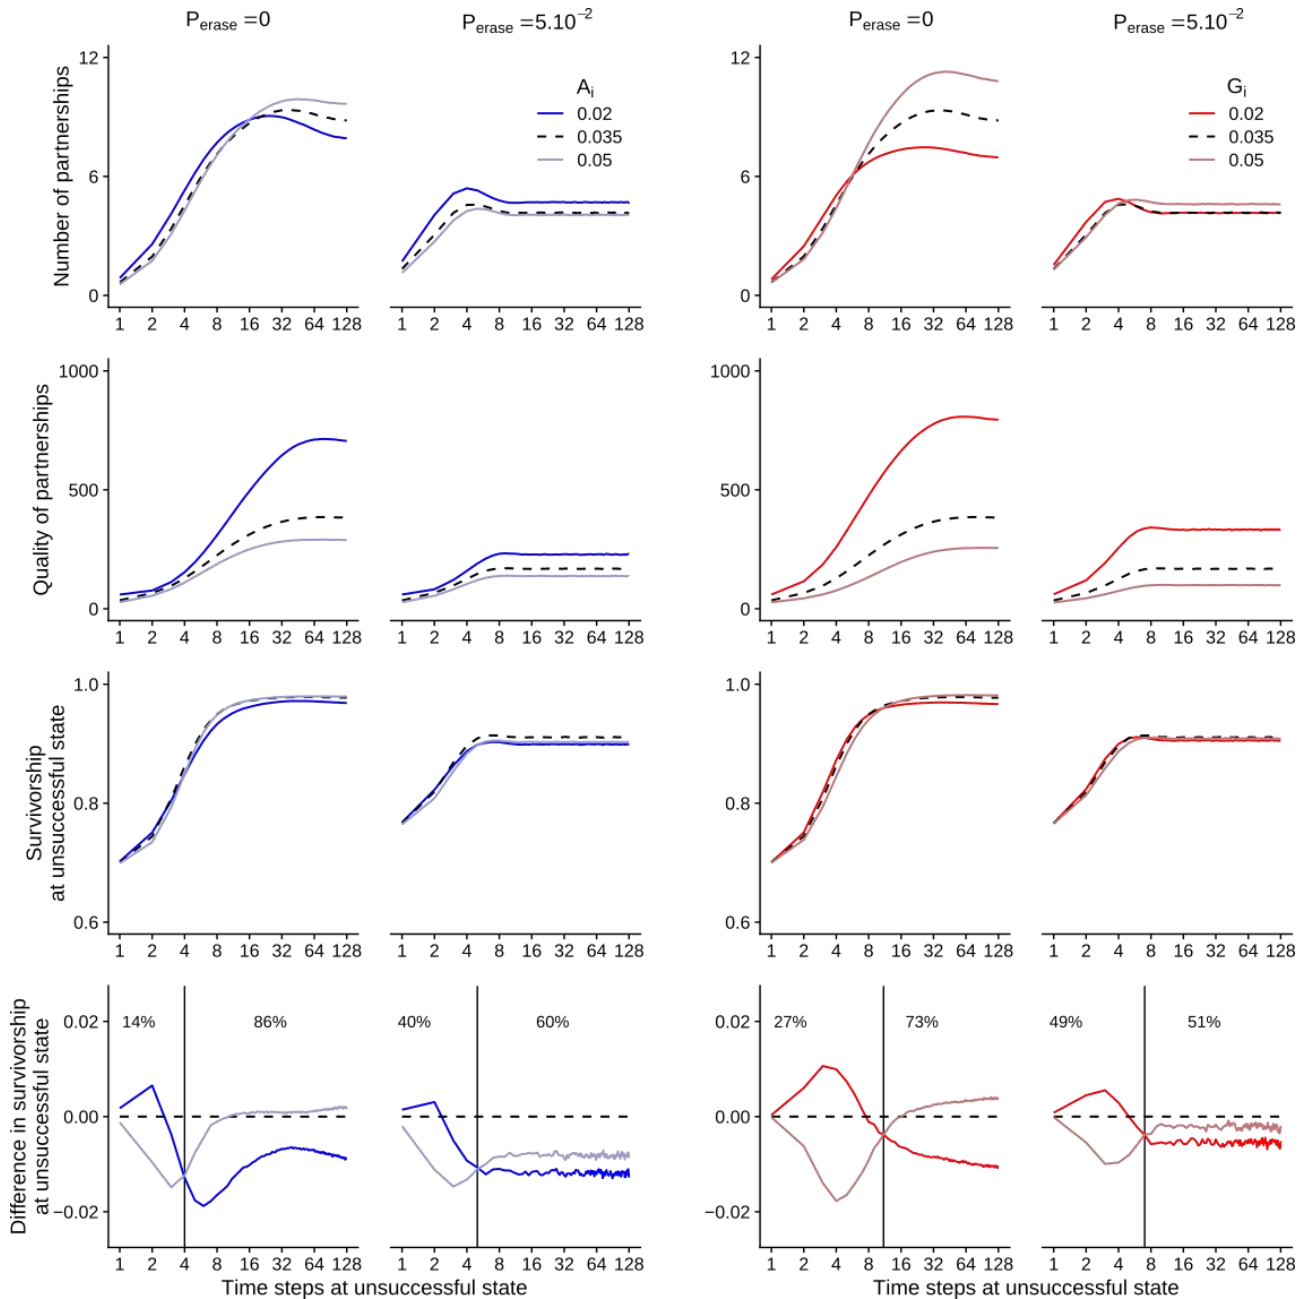 P_erase =0
P_erase =5.10^−2
P_erase =0
P_erase =5.10^−2
Number of partnerships
12
6
0
A_i
0.02
0.035
0.05
1 2 4 8 16 32 64 128
1 2 4 8 16 32 64 128
12
6
0
G_i
0.02
0.035
0.05
1 2 4 8 16 32 64 128
1 2 4 8 16 32 64 128
Quality of partnerships
1000
500
0
1 2 4 8 16 32 64 128
1 2 4 8 16 32 64 128
1000
500
0
1 2 4 8 16 32 64 128
1 2 4 8 16 32 64 128
Survivorship
at unsuccessful state
1.0
0.8
0.6
1 2 4 8 16 32 64 128
1 2 4 8 16 32 64 128
1.0
0.8
0.6
1 2 4 8 16 32 64 128
1 2 4 8 16 32 64 128
Difference in survivorship
at unsuccessful state
0.02
0.00
−0.02
14%
86%
40%
60%
1 2 4 8 16 32 64 128
1 2 4 8 16 32 64 128
Time steps at unsuccessful state
0.02
0.00
−0.02
27%
73%
49%
51%
1 2 4 8 16 32 64 128
1 2 4 8 16 32 64 128
Time steps at unsuccessful state